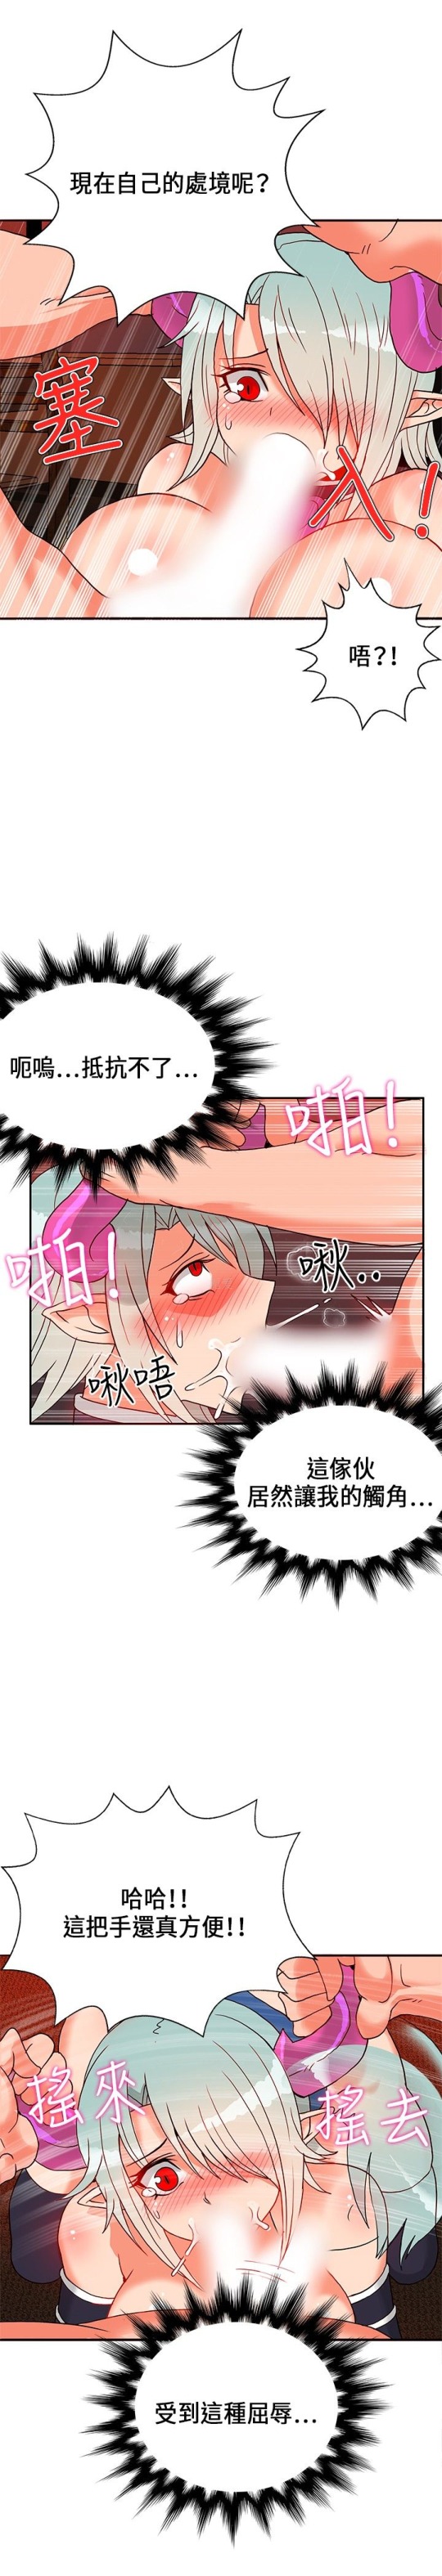 現在自己的處境呢？
塞
入！
唔？！
呃嗚...抵抗不了...
啪！
啪！
啾..
啾唔
這傢伙
居然讓我的觸角...
哈哈！！
這把手還真方便！！
搖來
搖去
受到這種屈辱...